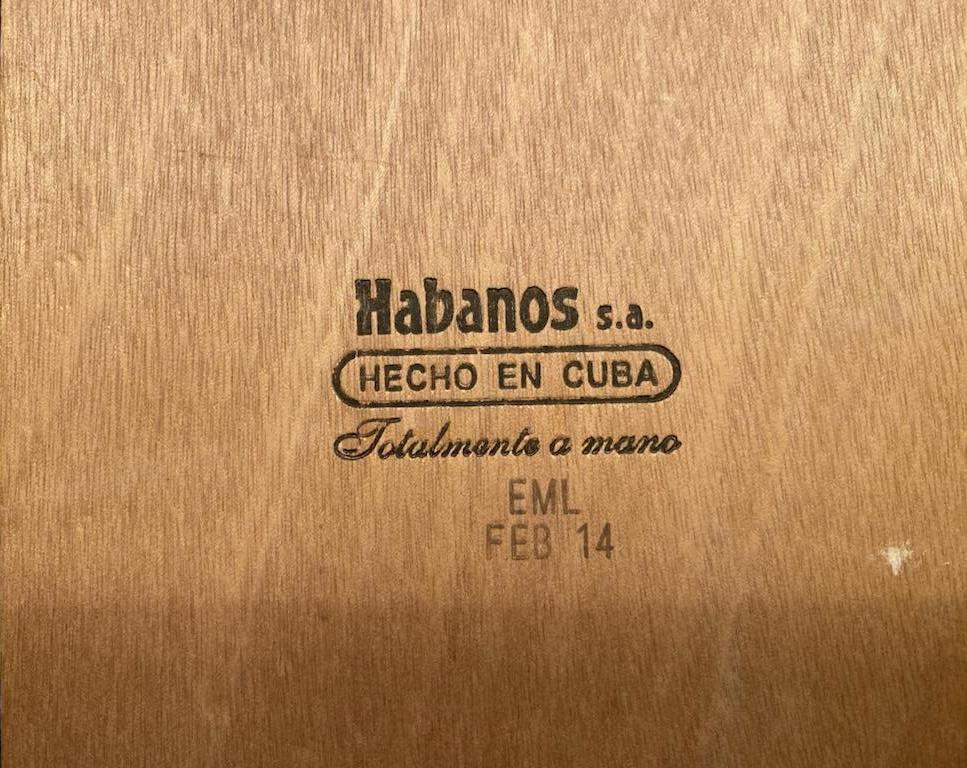 Habanos s.a.
HECHO EN CUBA
Totalmente a mano
EML
FEB 14